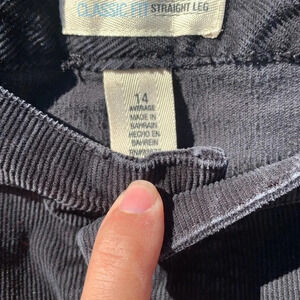 CLASSIC FIT STRAIGHT LEG
14
AVERAGE
MADE IN
BAHRAIN
HECHO EN
BAHREIN